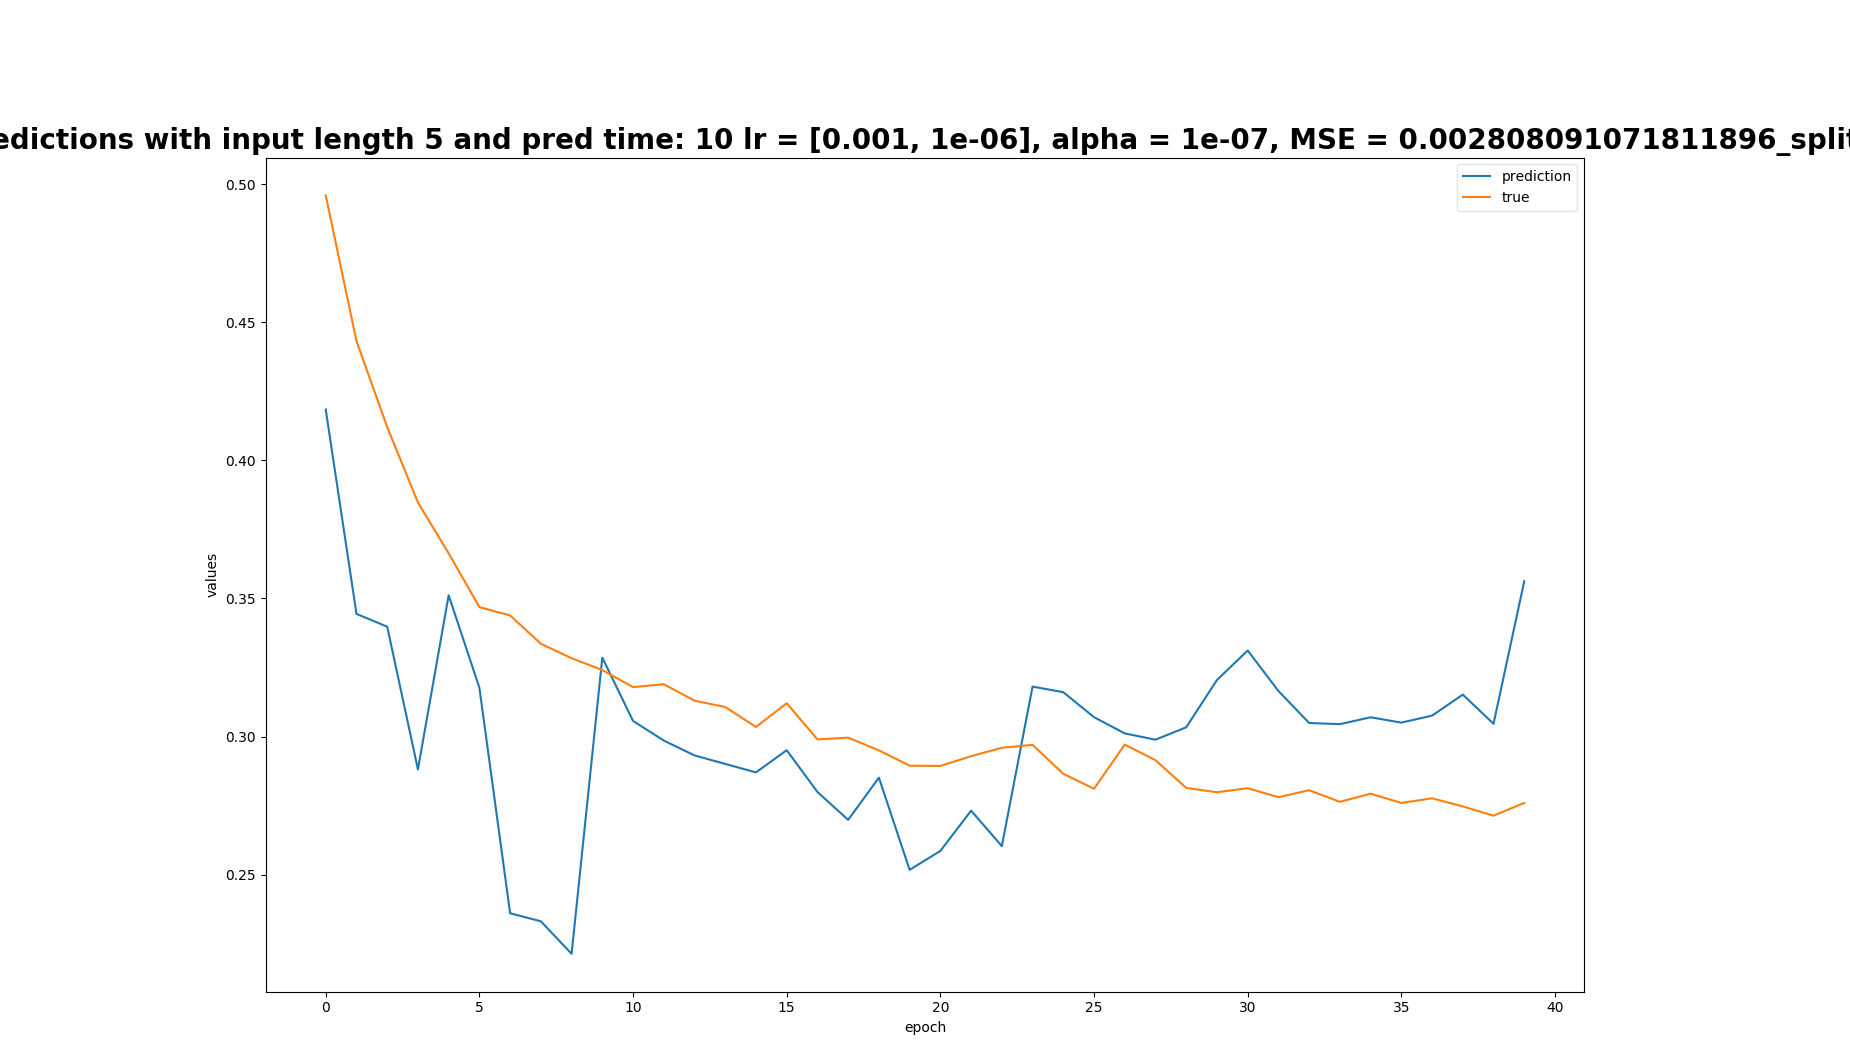 edictions with input length 5 and pred time: 10 lr = [0.001, 1e-06], alpha = 1e-07, MSE = 0.002808091071811896_split
prediction
true
0.50
0.45
0.40
0.35
0.30
0.25
values
0 5 10 15 20 25 30 35 40
epoch